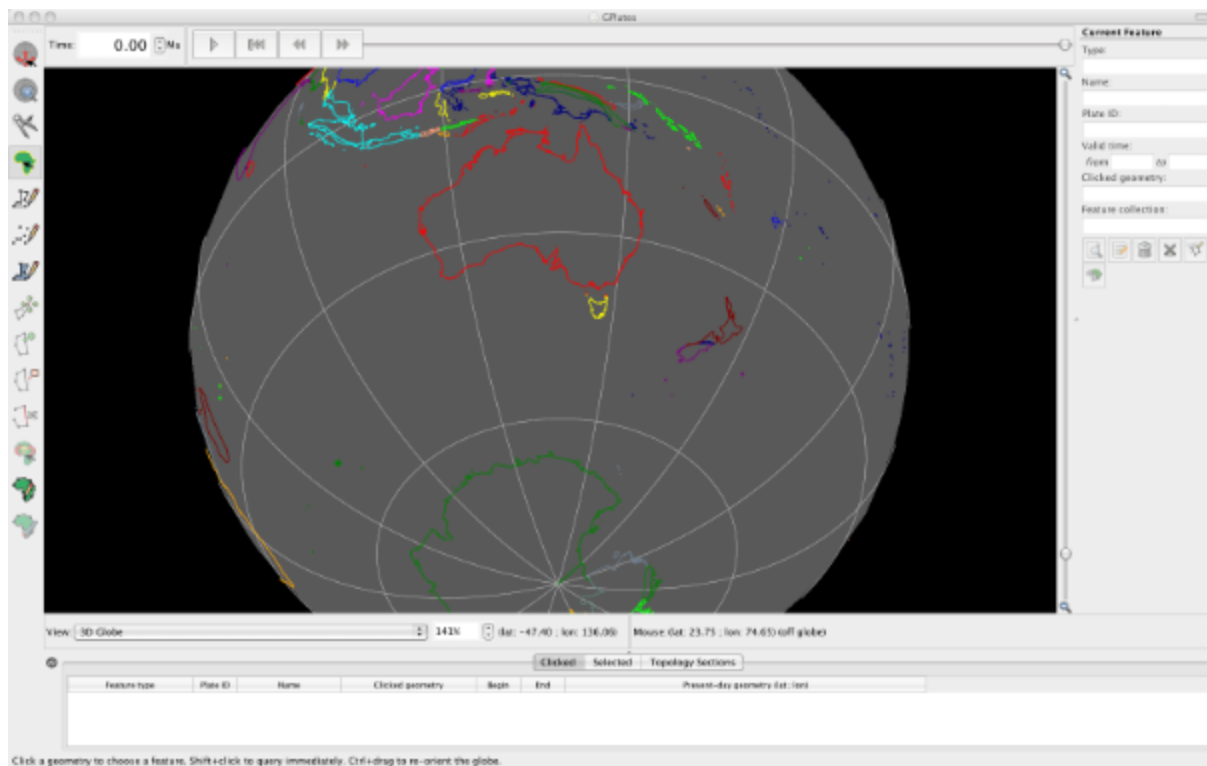 GPlates
Time: 0.00 Ma
Current Feature
Type:
Name:
Plate ID:
Valid time:
from to
Clicked geometry:
Feature collection:
View: 3D Globe 141% (lat: -47.40 ; lon: 136.06) Mouse: (lat: 23.75 ; lon: 74.65) (off globe)
Clicked Selected Topology Sections
Feature type Plate ID Name Clicked geometry Begin End Present-day geometry (lat; lon)
Click a geometry to choose a feature. Shift+click to query immediately. Ctrl+drag to re-orient the globe.